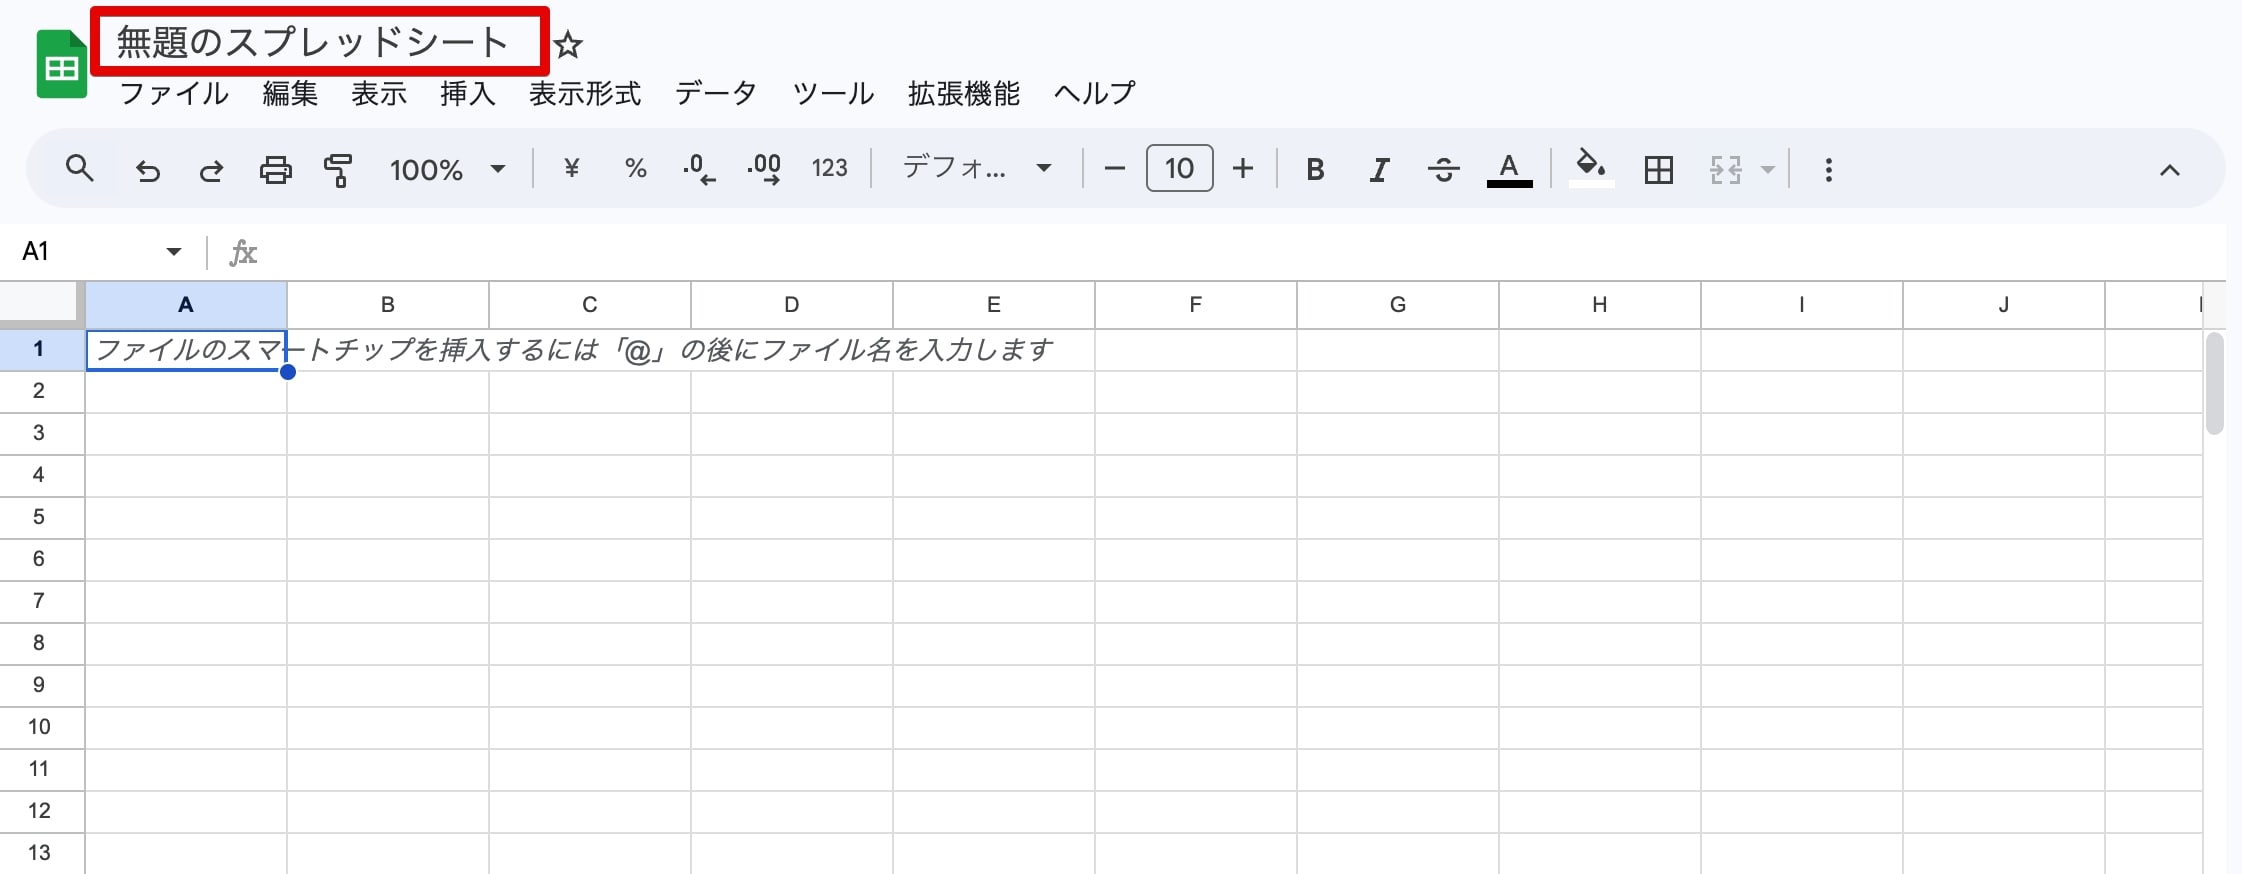 無題のスプレッドシート
ファイル 編集 表示 挿入 表示形式 データ ツール 拡張機能 ヘルプ
100% ¥ % .0 .00 123 デフォ... 10 B I S A
A1 fx
A B C D E F G H I J
1 ファイルのスマートチップを挿入するには「@」の後にファイル名を入力します
2
3
4
5
6
7
8
9
10
11
12
13